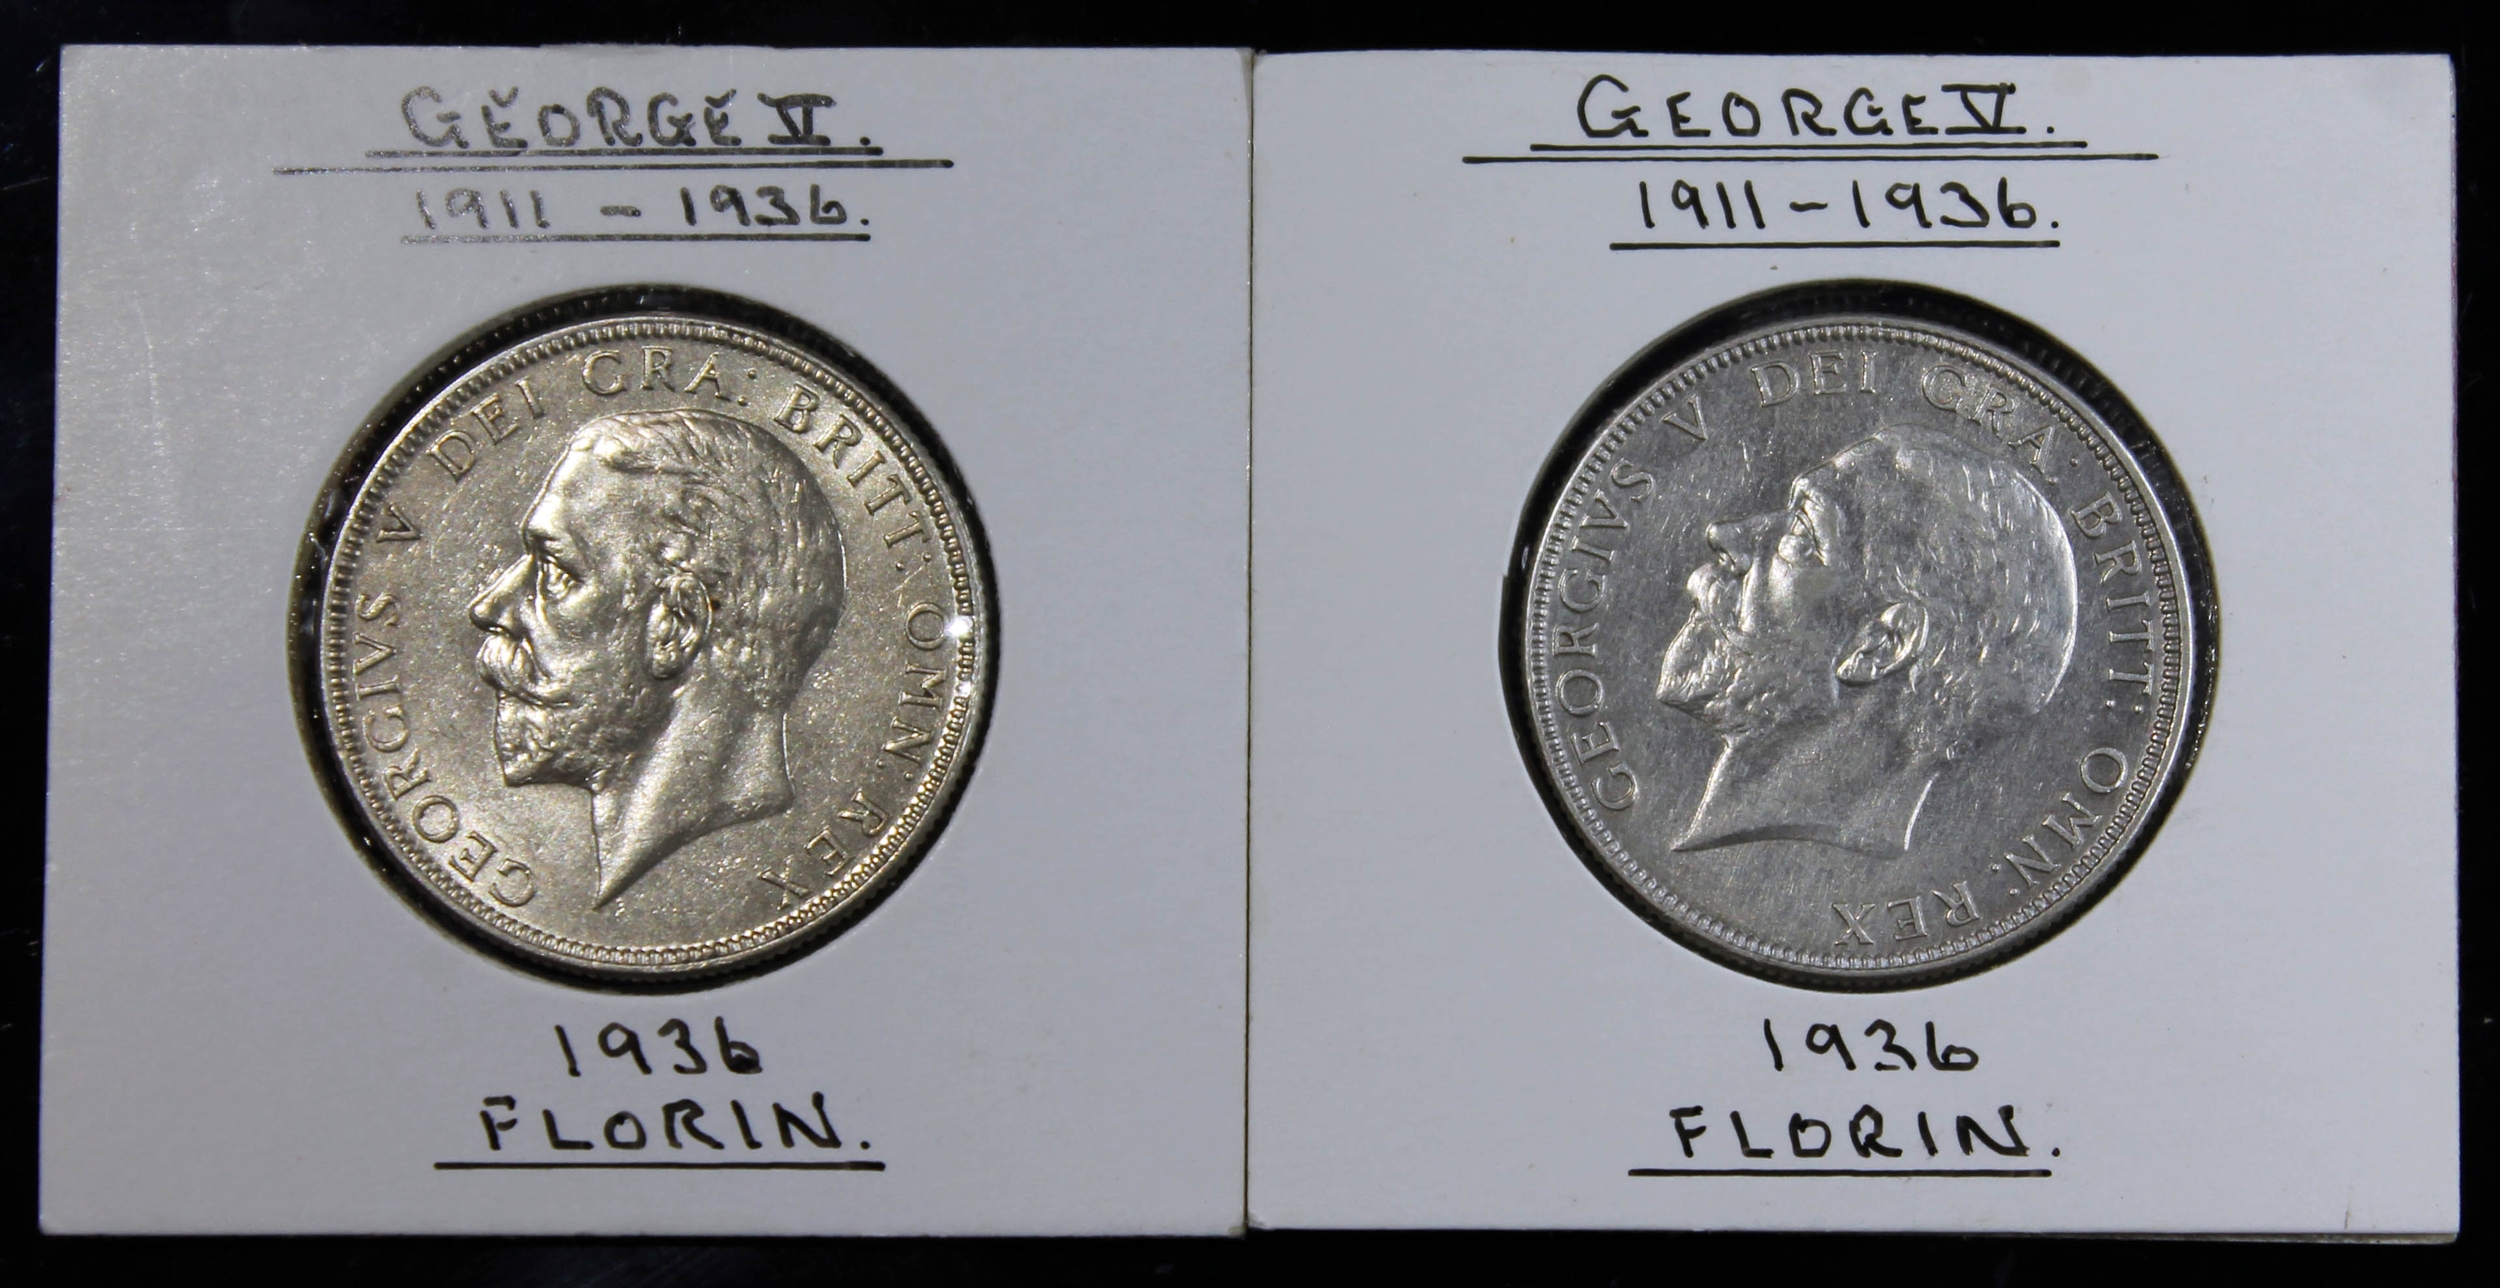 GEORGE V.
1911 - 1936.
GEORGIVS V DEI GRA: BRITT: OMN: REX
1936
FLORIN.
GEORGE V.
1911 - 1936.
GEORGIVS V DEI GRA: BRITT: OMN: REX
1936
FLORIN.